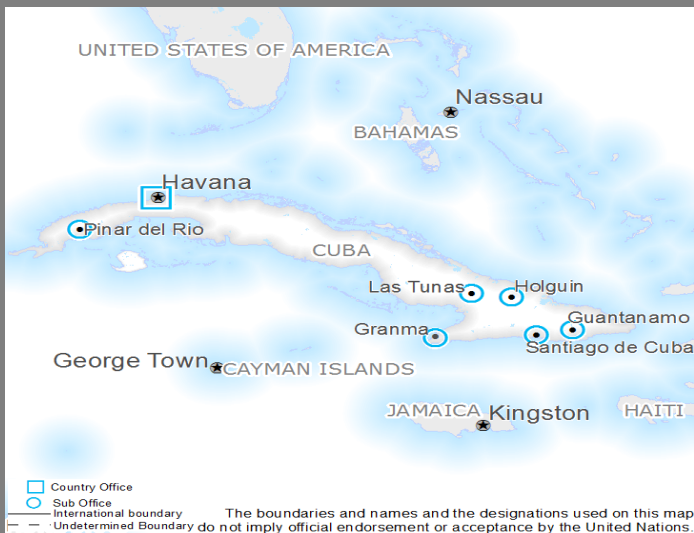 UNITED STATES OF AMERICA
Nassau
BAHAMAS
Havana
Pinar del Rio
CUBA
Las Tunas
Holguin
Guantanamo
Granma
Santiago de Cuba
George Town
CAYMAN ISLANDS
JAMAICA
Kingston
HAITI
Country Office
Sub Office
International boundary
Undetermined Boundary
The boundaries and names and the designations used on this map
do not imply official endorsement or acceptance by the United Nations.